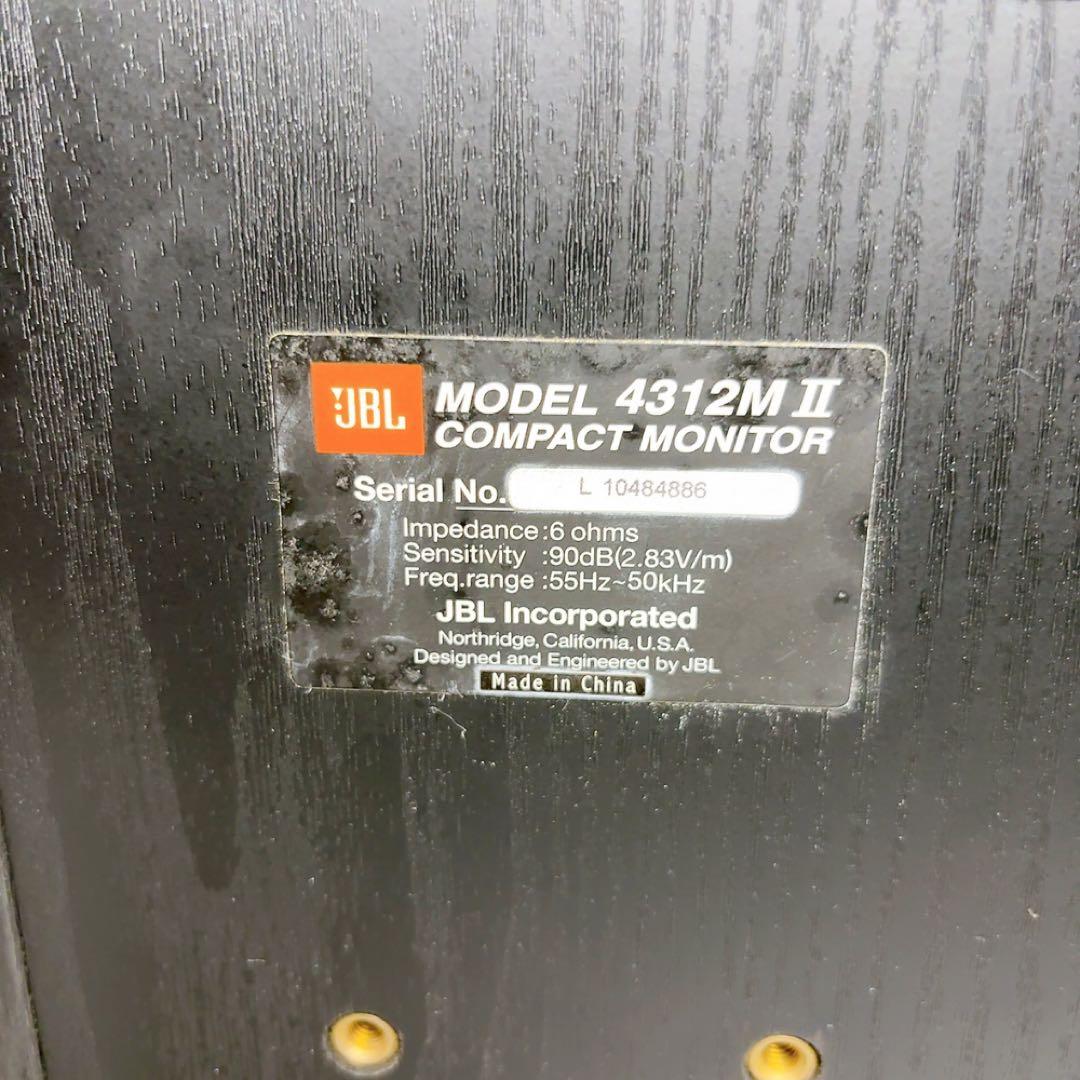 JBL
MODEL 4312M II
COMPACT MONITOR
Serial No. L 10484886
Impedance:6 ohms
Sensitivity :90dB(2.83V/m)
Freq.range :55Hz~50kHz
JBL Incorporated
Northridge, California, U.S.A.
Designed and Engineered by JBL
Made in China